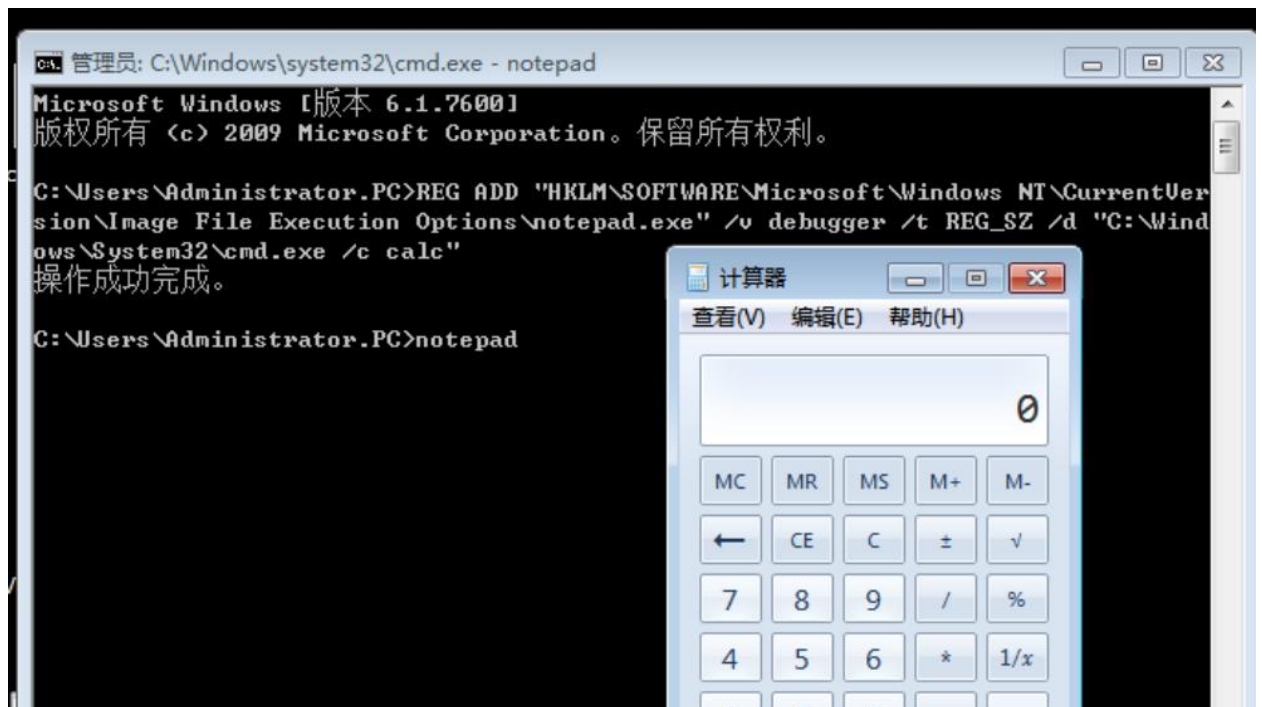 管理员: C:\Windows\system32\cmd.exe - notepad
Microsoft Windows [版本 6.1.7600]
版权所有 (c) 2009 Microsoft Corporation。保留所有权利。
C:\Users\Administrator.PC>REG ADD "HKLM\SOFTWARE\Microsoft\Windows NT\CurrentVer
sion\Image File Execution Options\notepad.exe" /v debugger /t REG_SZ /d "C:\Wind
ows\System32\cmd.exe /c calc"
操作成功完成。
C:\Users\Administrator.PC>notepad
计算器
查看(V) 编辑(E) 帮助(H)
0
MC MR MS M+ M-
← CE C ± √
7 8 9 / %
4 5 6 * 1/x